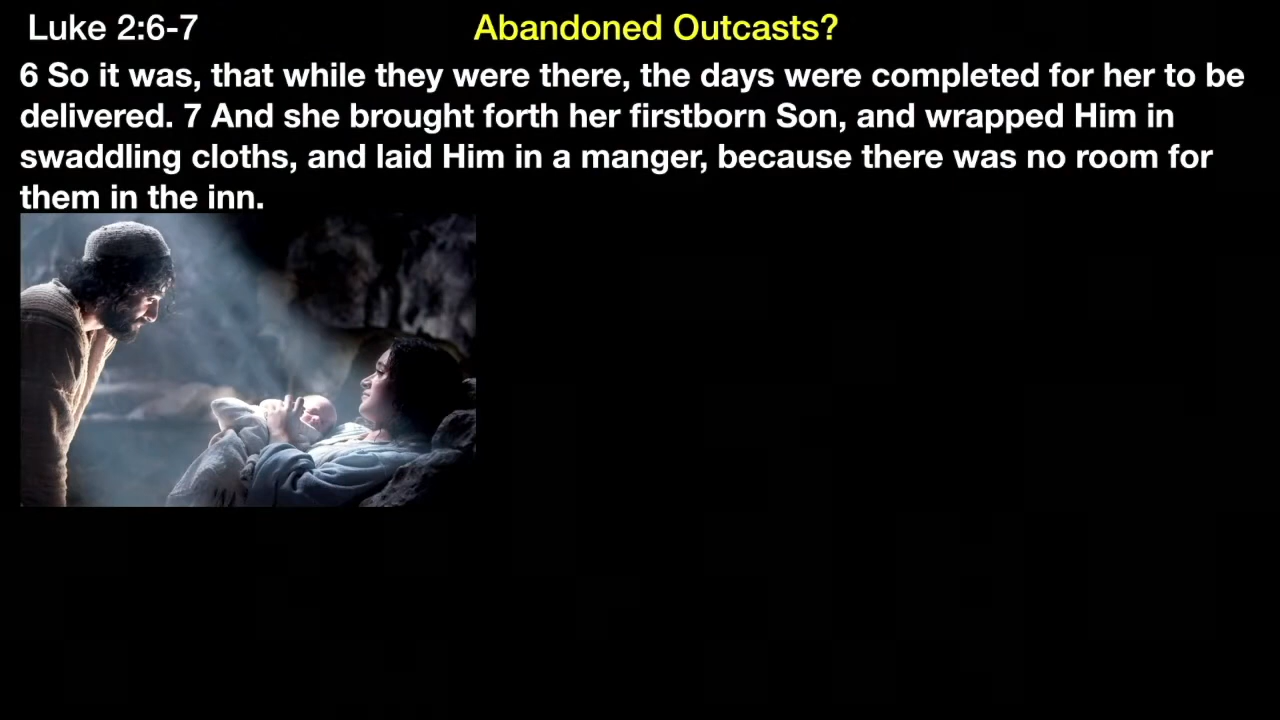 Luke 2:6-7 Abandoned Outcasts?
6 So it was, that while they were there, the days were completed for her to be
delivered. 7 And she brought forth her firstborn Son, and wrapped Him in
swaddling cloths, and laid Him in a manger, because there was no room for
them in the inn.